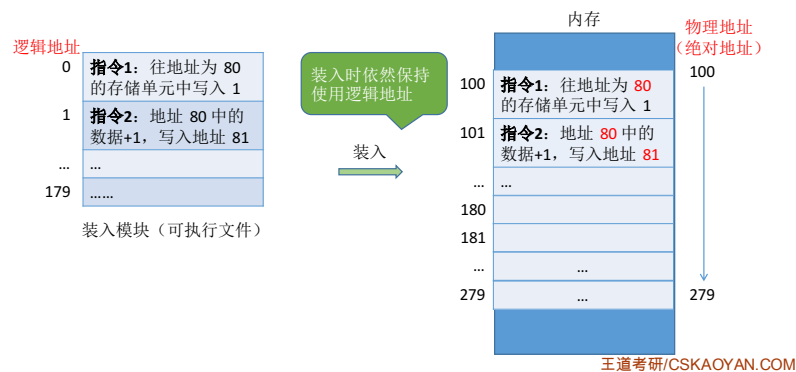 逻辑地址
0
指令1：往地址为 80
的存储单元中写入 1
1
指令2：地址 80 中的
数据+1，写入地址 81
...
...
179
……
装入模块（可执行文件）
装入时依然保持
使用逻辑地址
装入
内存
物理地址
（绝对地址）
100
指令1：往地址为 80
的存储单元中写入 1
100
101
指令2：地址 80 中的
数据+1，写入地址 81
...
...
180
181
...
...
279
...
279
王道考研/CSKAOYAN.COM